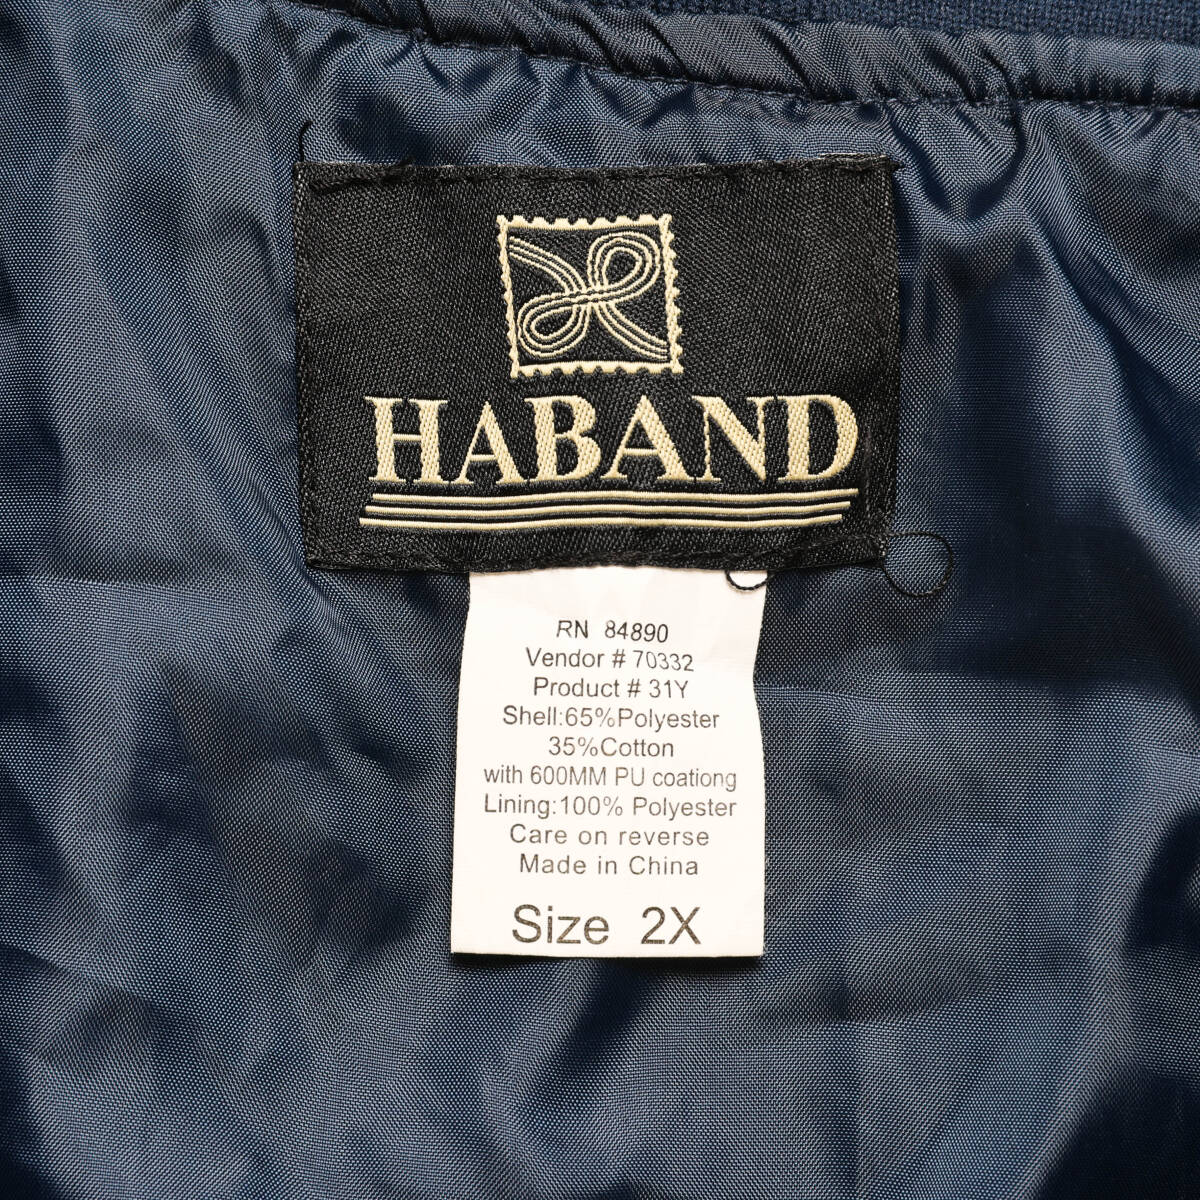 HABAND
RN 84890
Vendor # 70332
Product # 31Y
Shell:65%Polyester
35%Cotton
with 600MM PU coationg
Lining:100% Polyester
Care on reverse
Made in China
Size 2X